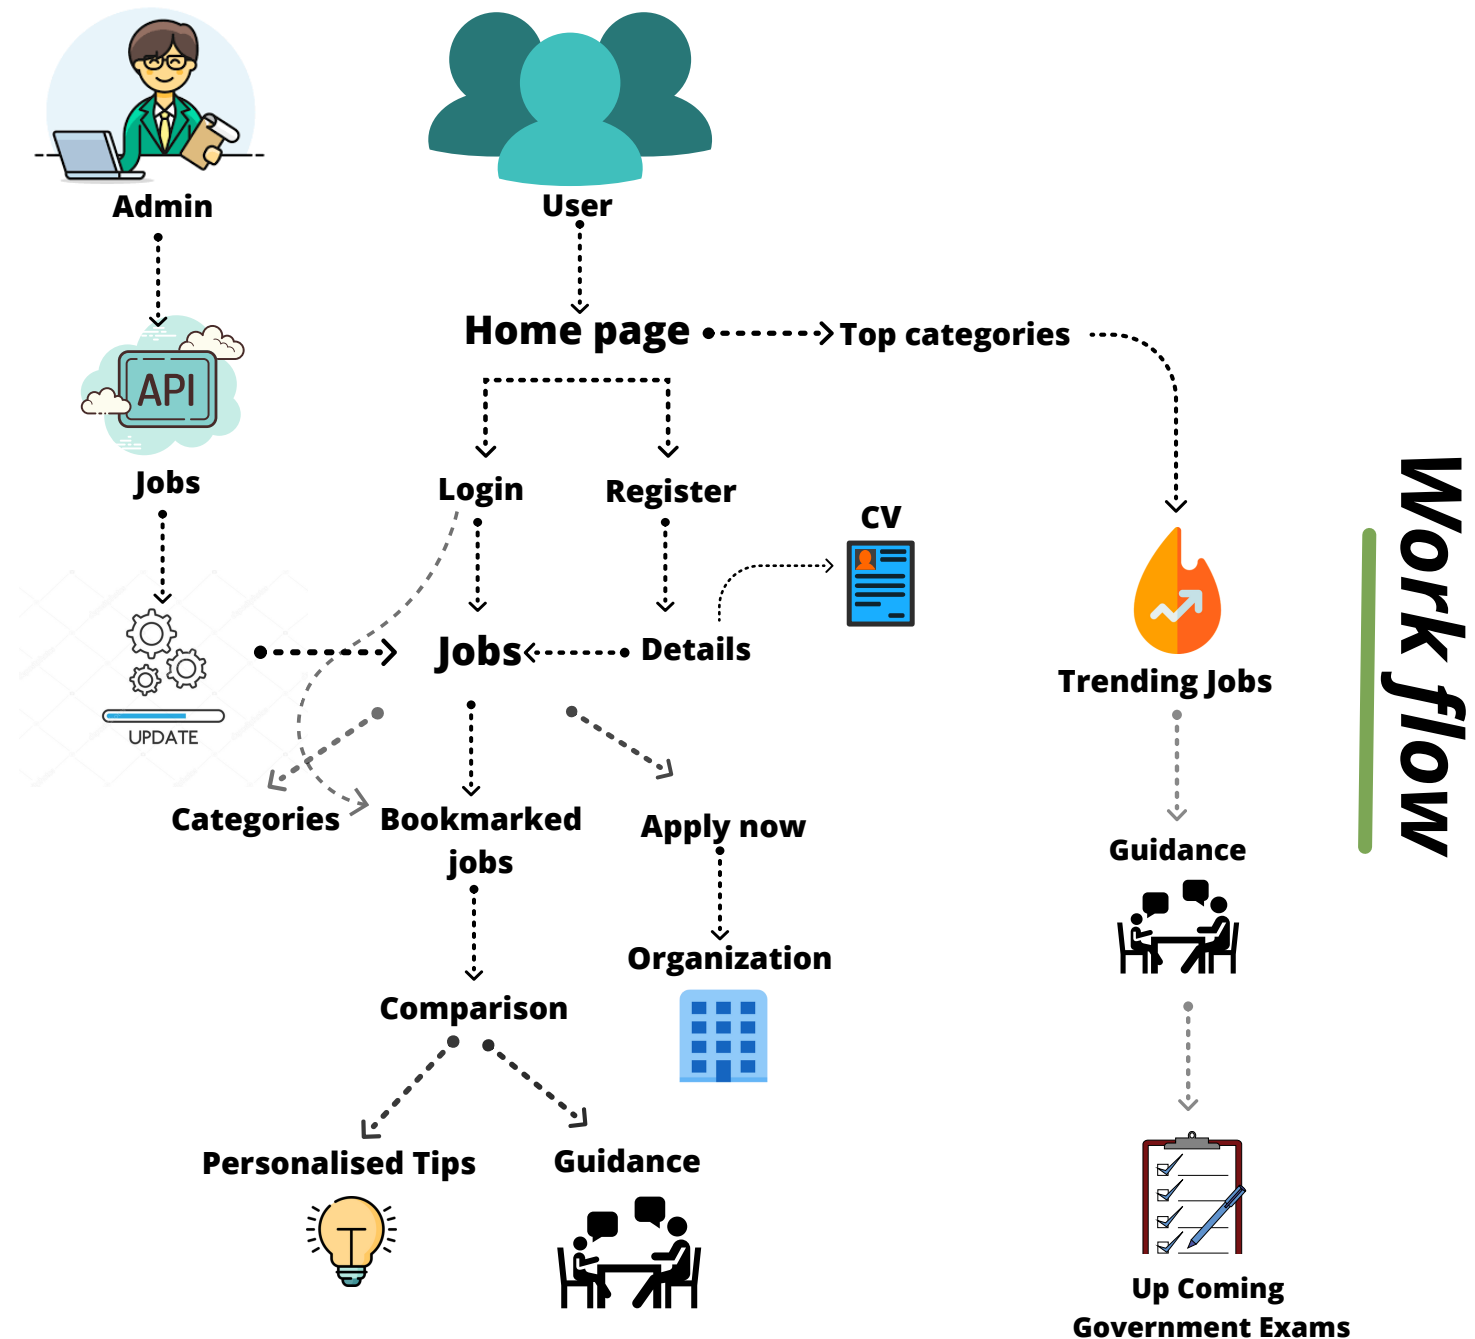 Admin
User
Home page
Top categories
API
Jobs
Login
Register
CV
Work flow
Jobs
Details
Trending Jobs
UPDATE
Categories
Bookmarked
jobs
Apply now
Guidance
Organization
Comparison
Personalised Tips
Guidance
Up Coming
Government Exams